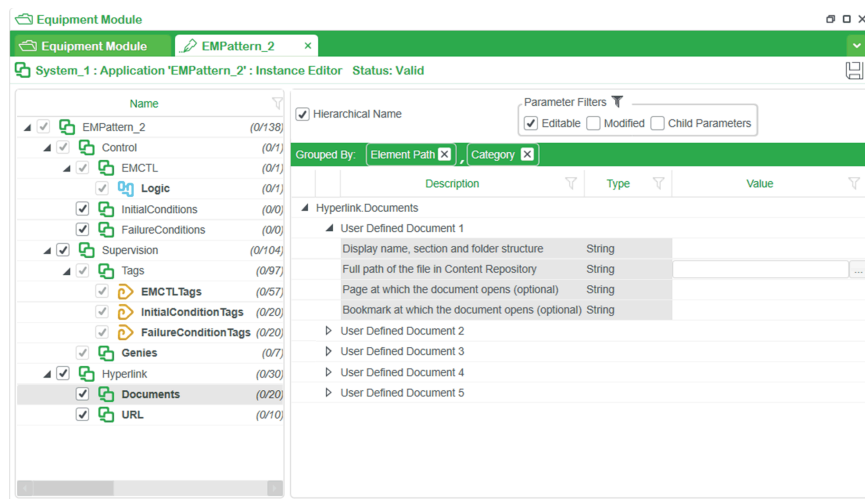 Equipment Module
Equipment Module
EMPattern_2 ×
System_1 : Application 'EMPattern_2' : Instance Editor Status: Valid
Name
EMPattern_2 (0/138)
Control (0/1)
EMCTL (0/1)
Logic (0/1)
InitialConditions (0/0)
FailureConditions (0/0)
Supervision (0/104)
Tags (0/97)
EMCTLTags (0/57)
InitialConditionTags (0/20)
FailureConditionTags (0/20)
Genies (0/7)
Hyperlink (0/30)
Documents (0/20)
URL (0/10)
Hierarchical Name
Parameter Filters
Editable Modified Child Parameters
Grouped By: Element Path , Category
Description Type Value
Hyperlink.Documents
User Defined Document 1
Display name, section and folder structure String
Full path of the file in Content Repository String ...
Page at which the document opens (optional) String
Bookmark at which the document opens (optional) String
User Defined Document 2
User Defined Document 3
User Defined Document 4
User Defined Document 5